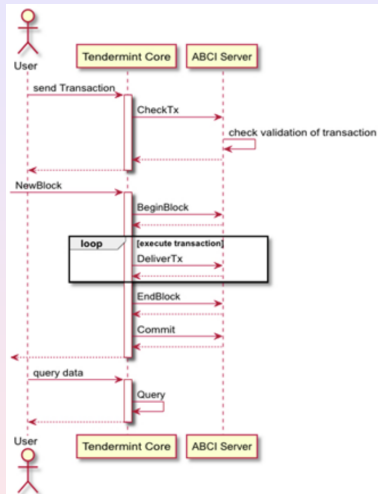 User
Tendermint Core
ABCI Server
send Transaction
CheckTx
check validation of transaction
NewBlock
BeginBlock
loop
[execute transaction]
DeliverTx
EndBlock
Commit
query data
Query
User
Tendermint Core
ABCI Server